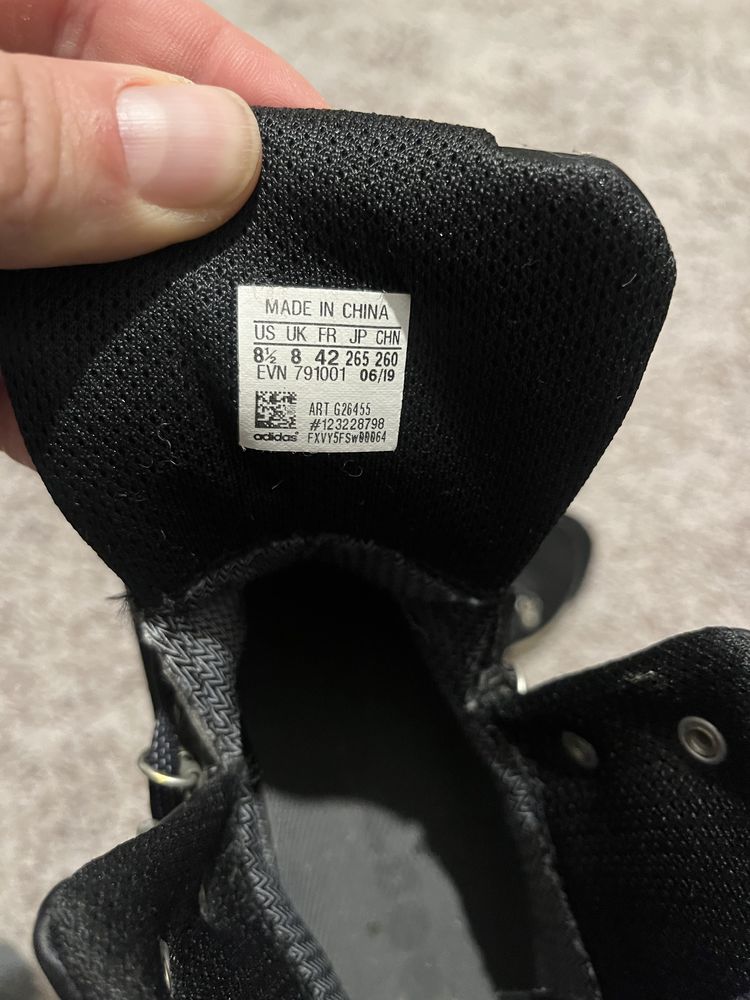 MADE IN CHINA
US UK FR JP CHN
8½ 8 42 265 260
EVN 791001 06/19
ART G26455
#123228798
adidas FXVY5FSW00064